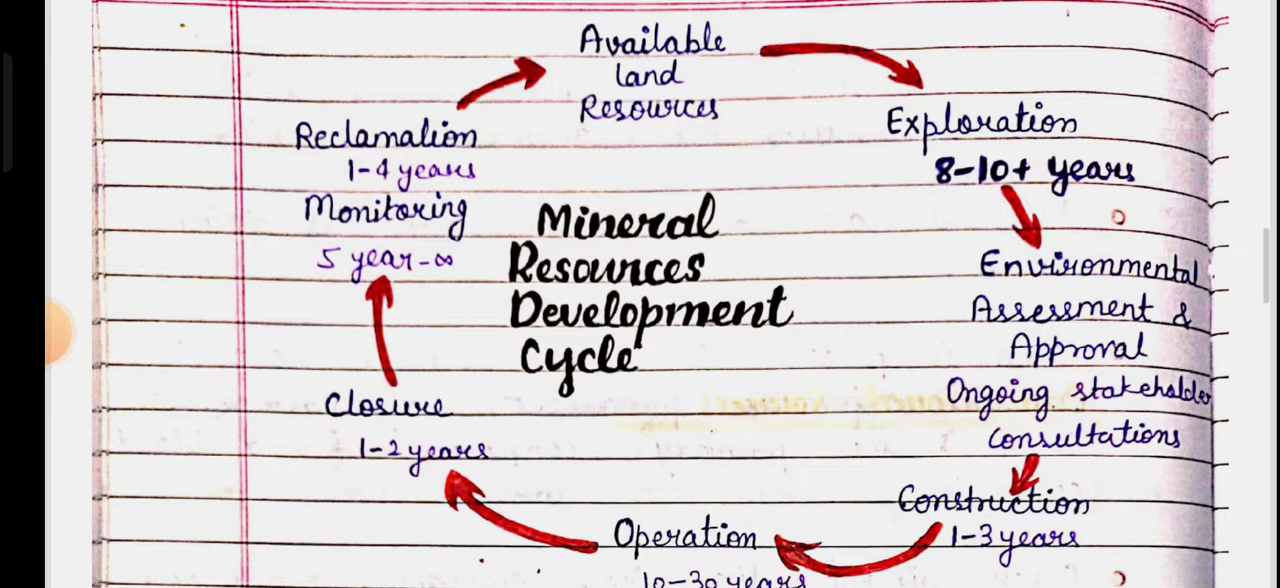 Available
land
Resources
Exploration
8-10+ years
Environmental
Assessment &
Approval
Ongoing stakeholder
consultations
Construction
1-3 years
Operation
10-30 years
Closure
1-2 years
Reclamation
1-4 years
Monitoring
5 year-∞
Mineral
Resources
Development
Cycle